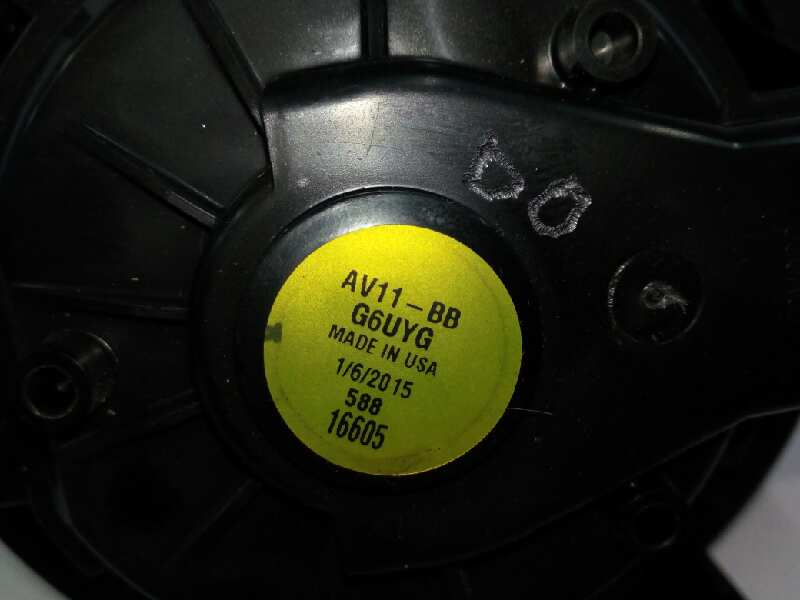 AV11-BB
G6UYG
MADE IN USA
1/6/2015
588
16605